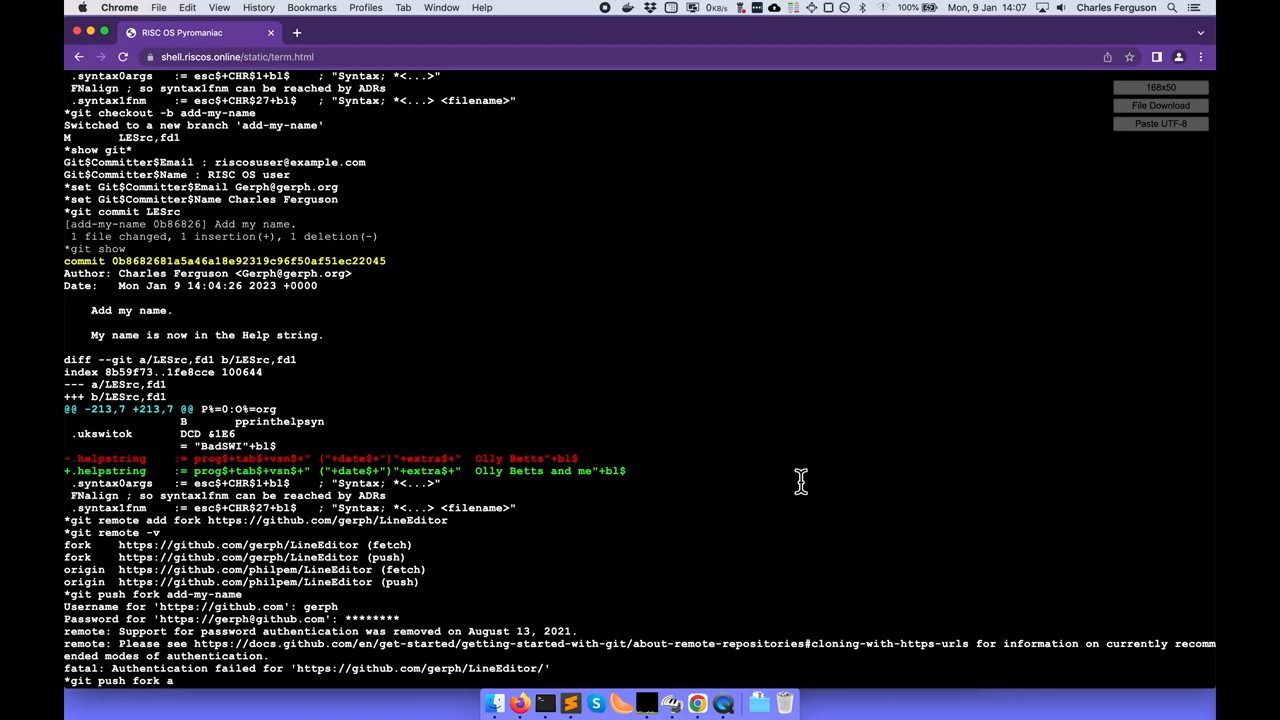 Chrome File Edit View History Bookmarks Profiles Tab Window Help 0KB/s 100% Mon, 9 Jan 14:07 Charles Ferguson
RISC OS Pyromaniac
shell.riscos.online/static/term.html
168x50
File Download
Paste UTF-8
.syntax0args   := esc$+CHR$1+bl$   ; "Syntax; *<...>"
FNalign ; so syntax1fnm can be reached by ADRs
.syntax1fnm    := esc$+CHR$27+bl$  ; "Syntax; *<...> <filename>"
*git checkout -b add-my-name
Switched to a new branch 'add-my-name'
M       LESrc,fd1
*show git*
Git$Committer$Email : riscosuser@example.com
Git$Committer$Name : RISC OS user
*set Git$Committer$Email Gerph@gerph.org
*set Git$Committer$Name Charles Ferguson
*git commit LESrc
[add-my-name 0b86826] Add my name.
1 file changed, 1 insertion(+), 1 deletion(-)
*git show
commit 0b8682681a5a46a18e92319c96f50af51ec22045
Author: Charles Ferguson <Gerph@gerph.org>
Date:   Mon Jan 9 14:04:26 2023 +0000
Add my name.
My name is now in the Help string.
diff --git a/LESrc,fd1 b/LESrc,fd1
index 8b59f73..1fe8cce 100644
--- a/LESrc,fd1
+++ b/LESrc,fd1
@@ -213,7 +213,7 @@ P%=0:O%=org
B       pprinthelpsyn
.ukswitok       DCD &1E6
= "BadSWI"+bl$
-.helpstring    := prog$+tab$+vsn$+" ("+date$+")"+extra$+"  Olly Betts"+bl$
+.helpstring    := prog$+tab$+vsn$+" ("+date$+")"+extra$+"  Olly Betts and me"+bl$
.syntax0args   := esc$+CHR$1+bl$   ; "Syntax; *<...>"
FNalign ; so syntax1fnm can be reached by ADRs
.syntax1fnm    := esc$+CHR$27+bl$  ; "Syntax; *<...> <filename>"
*git remote add fork https://github.com/gerph/LineEditor
*git remote -v
fork    https://github.com/gerph/LineEditor (fetch)
fork    https://github.com/gerph/LineEditor (push)
origin  https://github.com/philpem/LineEditor (fetch)
origin  https://github.com/philpem/LineEditor (push)
*git push fork add-my-name
Username for 'https://github.com': gerph
Password for 'https://gerph@github.com': ********
remote: Support for password authentication was removed on August 13, 2021.
remote: Please see https://docs.github.com/en/get-started/getting-started-with-git/about-remote-repositories#cloning-with-https-urls for information on currently recomm
ended modes of authentication.
fatal: Authentication failed for 'https://github.com/gerph/LineEditor/'
*git push fork a